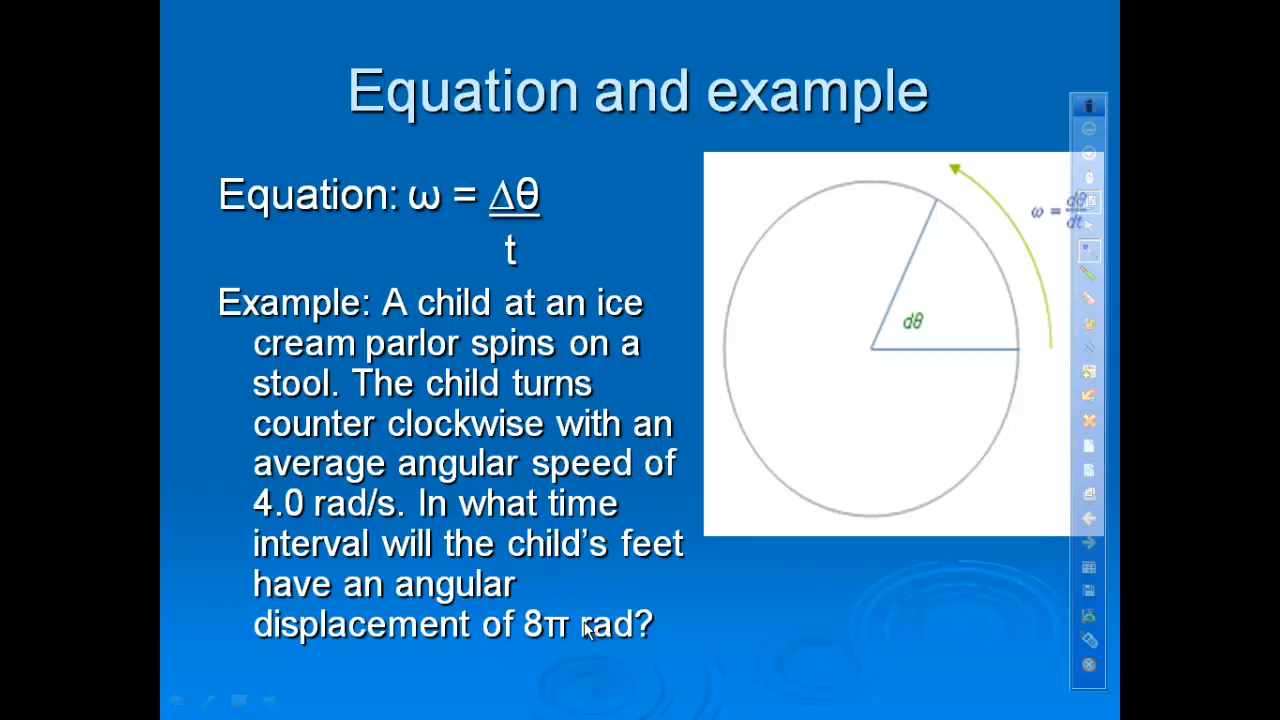 Equation and example
Equation: ω = Δθ
t
Example: A child at an ice
cream parlor spins on a
stool. The child turns
counter clockwise with an
average angular speed of
4.0 rad/s. In what time
interval will the child's feet
have an angular
displacement of 8π rad?
ω = dθ
dt
dθ